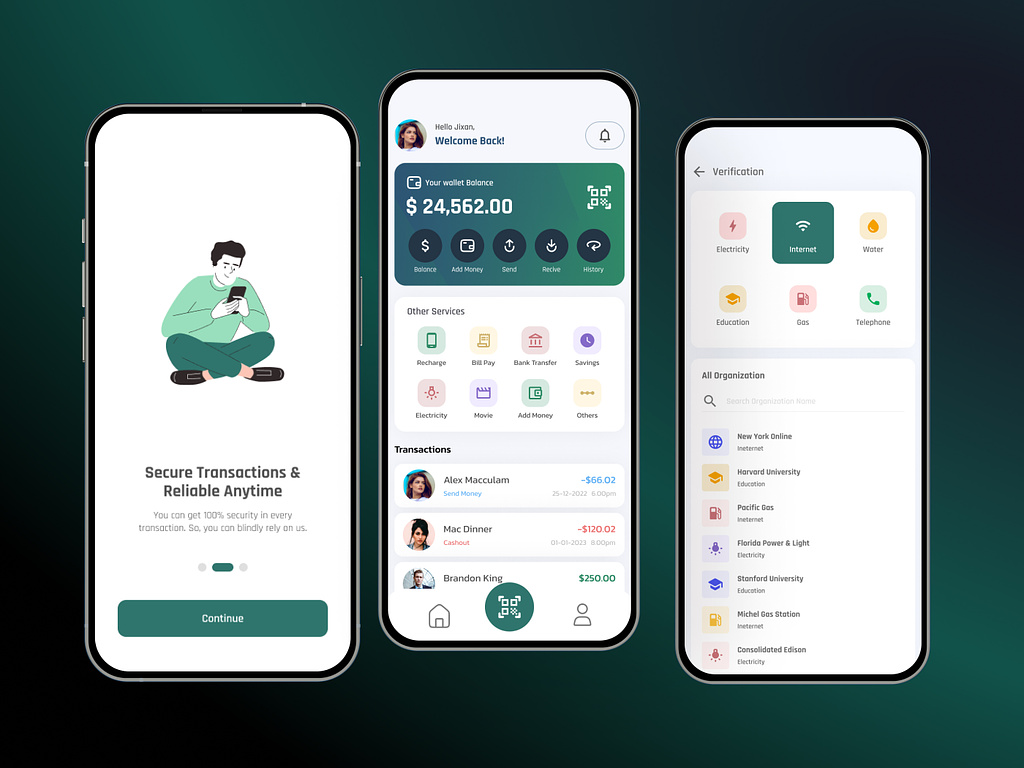 Secure Transactions &
Reliable Anytime
You can get 100% security in every
transaction. So, you can blindly rely on us.
Continue
Hello Jixan,
Welcome Back!
Your wallet Balance
$ 24,562.00
Balance Add Money Send Recive History
Other Services
Recharge Bill Pay Bank Transfer Savings
Electricity Movie Add Money Others
Transactions
Alex Macculam -$66.02
Send Money 25-12-2022 6.00pm
Mac Dinner -$120.02
Cashout 01-01-2023 8.00pm
Brandon King $250.00
Verification
Electricity Internet Water
Education Gas Telephone
All Organization
Search Organization Name
New York Online
Ineternet
Harvard University
Education
Pacific Gas
Ineternet
Florida Power & Light
Electricity
Stanford University
Education
Michel Gas Station
Ineternet
Consolidated Edison
Electricity